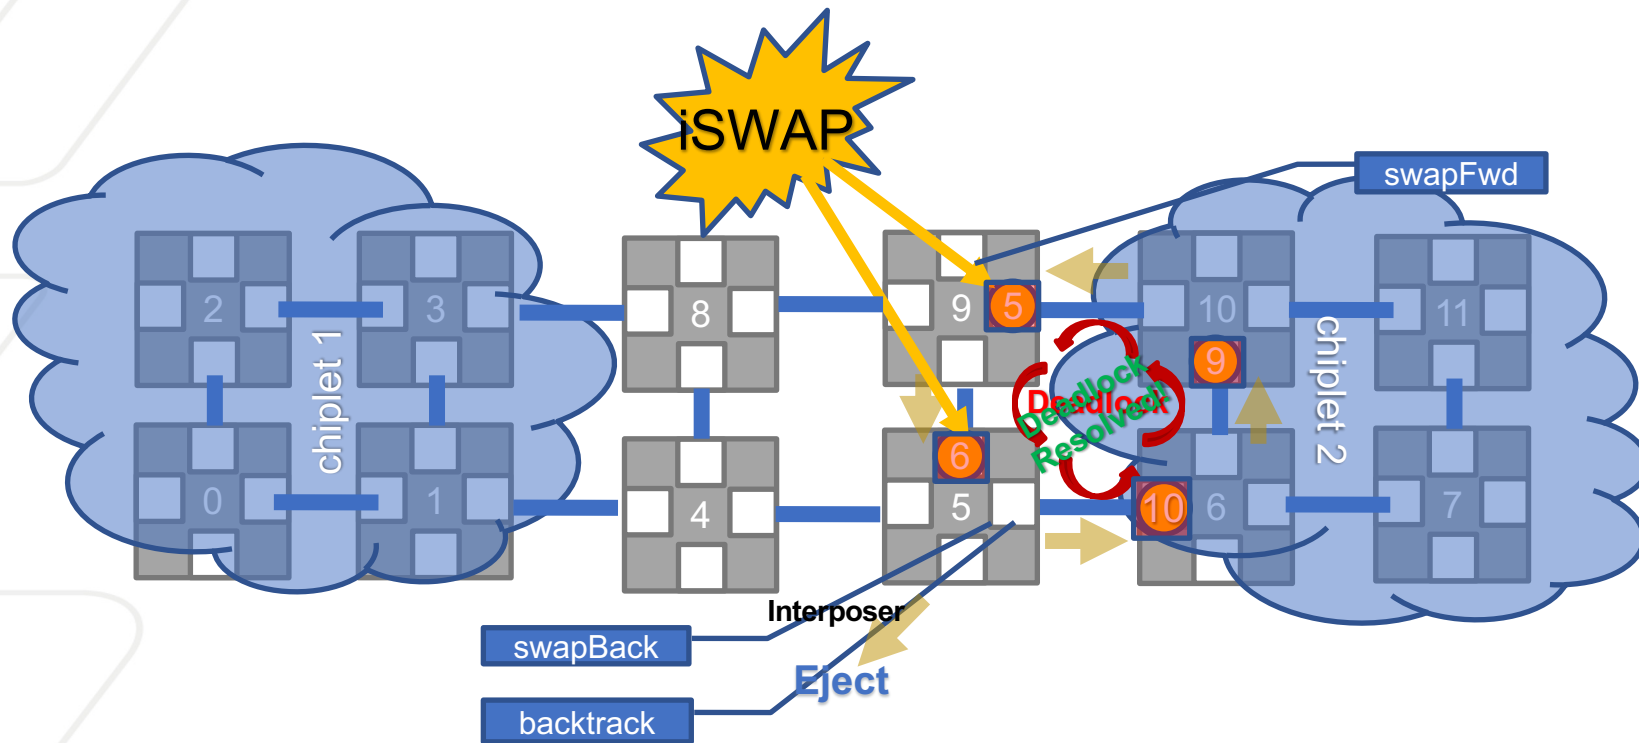 iSWAP
swapFwd
2
3
8
9
5
10
11
9
chiplet 1
chiplet 2
Deadlock
Deadlock
Resolved!
0
1
4
6
5
10
6
7
Interposer
swapBack
Eject
backtrack